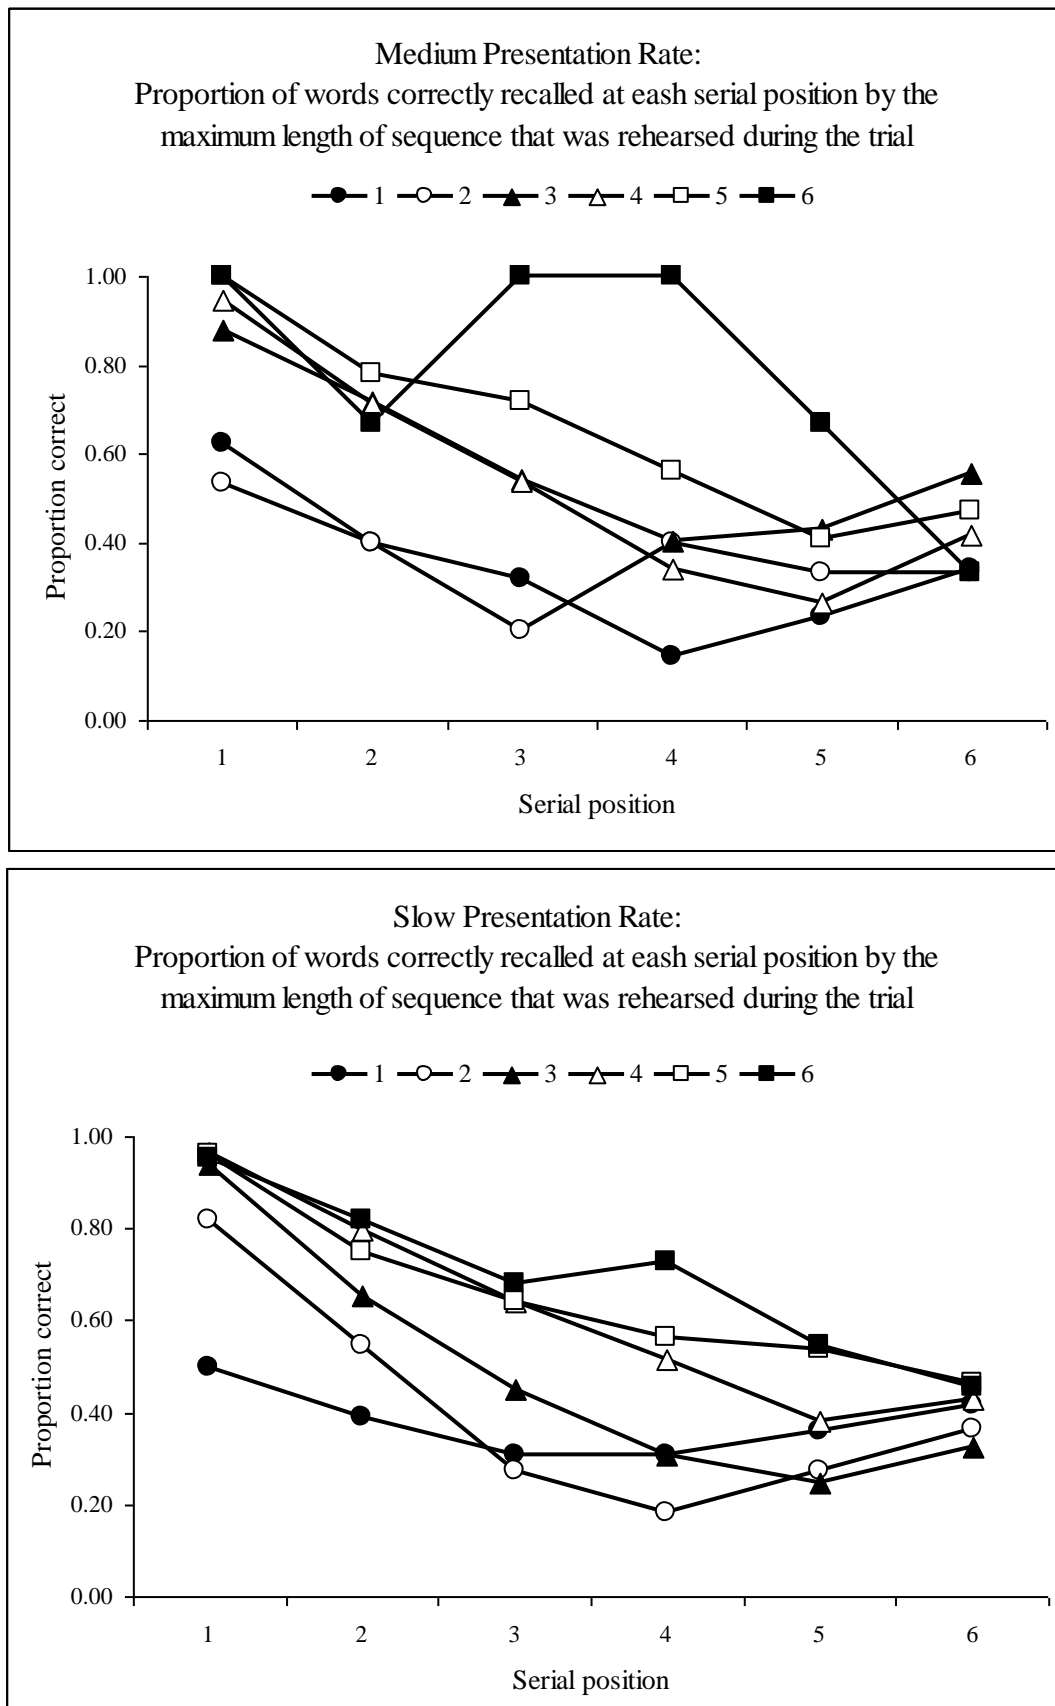 Medium Presentation Rate:
Proportion of words correctly recalled at eash serial position by the
maximum length of sequence that was rehearsed during the trial
1 2 3 4 5 6
1.00
0.80
0.60
0.40
0.20
0.00
Proportion correct
1 2 3 4 5 6
Serial position
Slow Presentation Rate:
Proportion of words correctly recalled at eash serial position by the
maximum length of sequence that was rehearsed during the trial
1 2 3 4 5 6
1.00
0.80
0.60
0.40
0.20
0.00
Proportion correct
1 2 3 4 5 6
Serial position